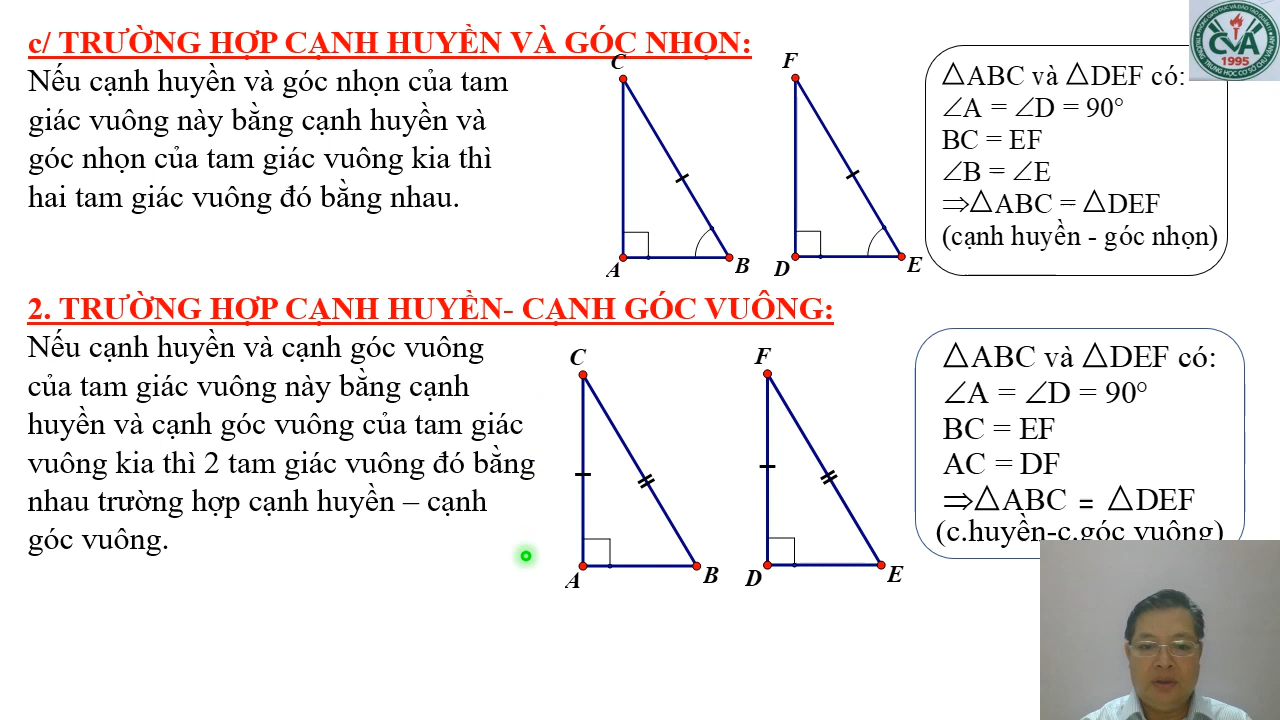 c/ TRƯỜNG HỢP CẠNH HUYỀN VÀ GÓC NHỌN:
Nếu cạnh huyền và góc nhọn của tam
giác vuông này bằng cạnh huyền và
góc nhọn của tam giác vuông kia thì
hai tam giác vuông đó bằng nhau.
C
A
B
F
D
E
△ABC và △DEF có:
∠A = ∠D = 90°
BC = EF
∠B = ∠E
⇒△ABC = △DEF
(cạnh huyền - góc nhọn)
CVA
1995
2. TRƯỜNG HỢP CẠNH HUYỀN- CẠNH GÓC VUÔNG:
Nếu cạnh huyền và cạnh góc vuông
của tam giác vuông này bằng cạnh
huyền và cạnh góc vuông của tam giác
vuông kia thì 2 tam giác vuông đó bằng
nhau trường hợp cạnh huyền – cạnh
góc vuông.
C
A
B
F
D
E
△ABC và △DEF có:
∠A = ∠D = 90°
BC = EF
AC = DF
⇒△ABC = △DEF
(c.huyền-c.góc vuông)